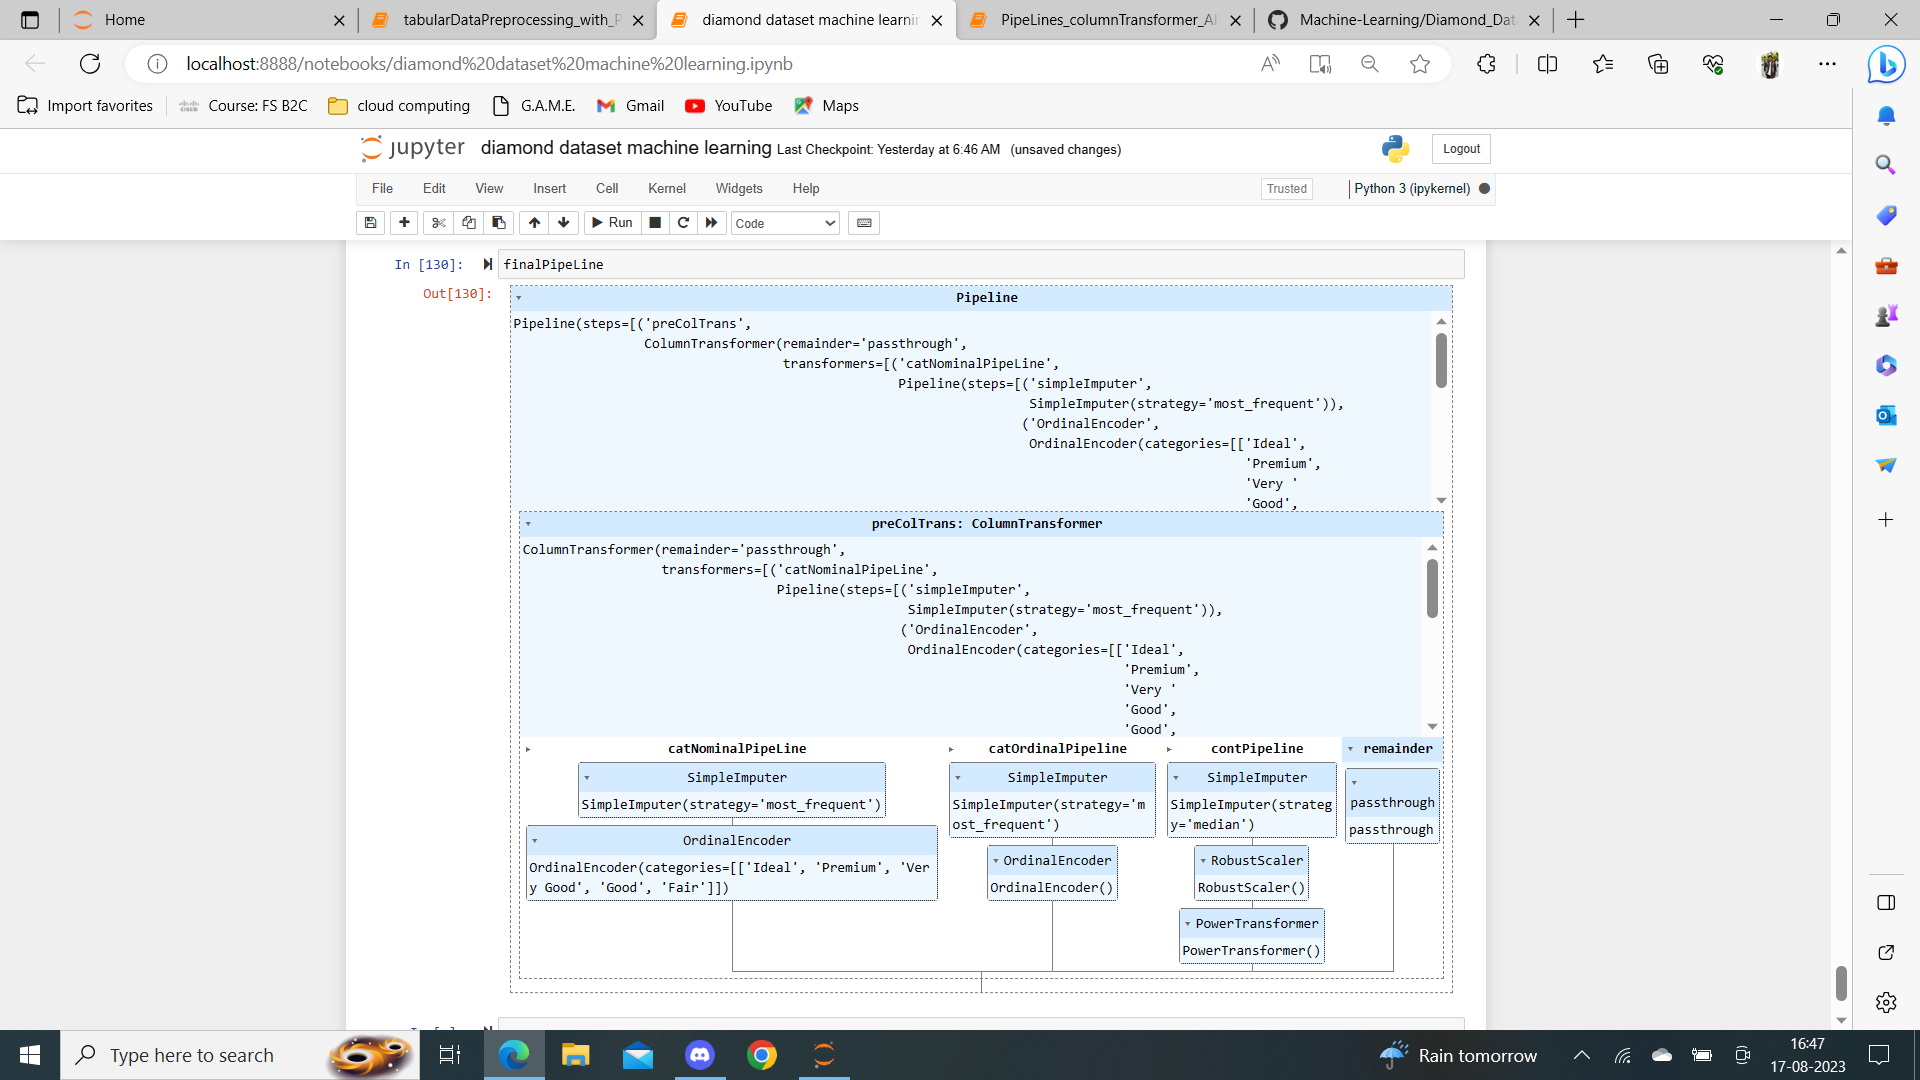 Home
tabularDataPreprocessing_with_P
diamond dataset machine learnin
PipeLines_columnTransformer_Al
Machine-Learning/Diamond_Dat
localhost:8888/notebooks/diamond%20dataset%20machine%20learning.ipynb
Import favorites
Course: FS B2C
cloud computing
G.A.M.E.
Gmail
YouTube
Maps
jupyter diamond dataset machine learning Last Checkpoint: Yesterday at 6:46 AM (unsaved changes)
Logout
File Edit View Insert Cell Kernel Widgets Help
Trusted
Python 3 (ipykernel)
Run
Code
In [130]: finalPipeLine
Out[130]:
Pipeline
Pipeline(steps=[('preColTrans',
ColumnTransformer(remainder='passthrough',
transformers=[('catNominalPipeLine',
Pipeline(steps=[('simpleImputer',
SimpleImputer(strategy='most_frequent')),
('OrdinalEncoder',
OrdinalEncoder(categories=[['Ideal',
'Premium',
'Very '
'Good',
preColTrans: ColumnTransformer
ColumnTransformer(remainder='passthrough',
transformers=[('catNominalPipeLine',
Pipeline(steps=[('simpleImputer',
SimpleImputer(strategy='most_frequent')),
('OrdinalEncoder',
OrdinalEncoder(categories=[['Ideal',
'Premium',
'Very '
'Good',
'Good',
catNominalPipeLine
SimpleImputer
SimpleImputer(strategy='most_frequent')
OrdinalEncoder
OrdinalEncoder(categories=[['Ideal', 'Premium', 'Ver
y Good', 'Good', 'Fair']])
catOrdinalPipeline
SimpleImputer
SimpleImputer(strategy='m
ost_frequent')
OrdinalEncoder
OrdinalEncoder()
contPipeline
SimpleImputer
SimpleImputer(strateg
y='median')
RobustScaler
RobustScaler()
PowerTransformer
PowerTransformer()
remainder
passthrough
passthrough
Type here to search
Rain tomorrow
16:47
17-08-2023